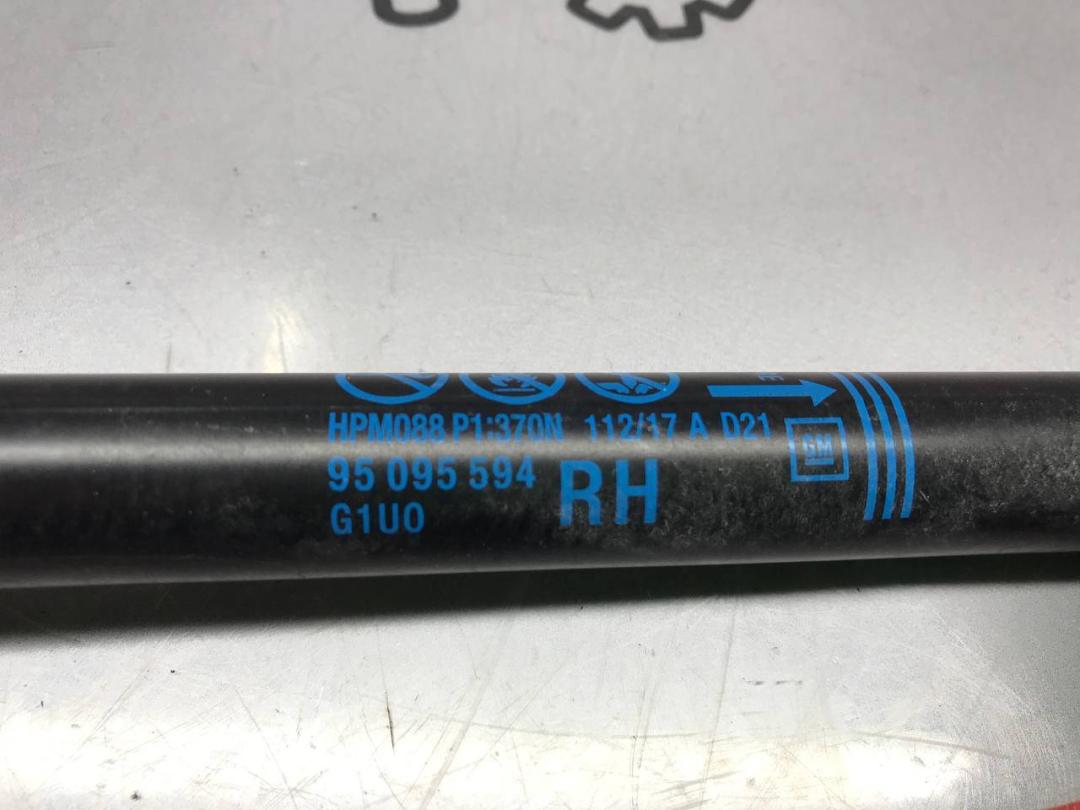 HPM088 P1:370N 112/17 A D21
95 095 594 RH
G1U0
GM